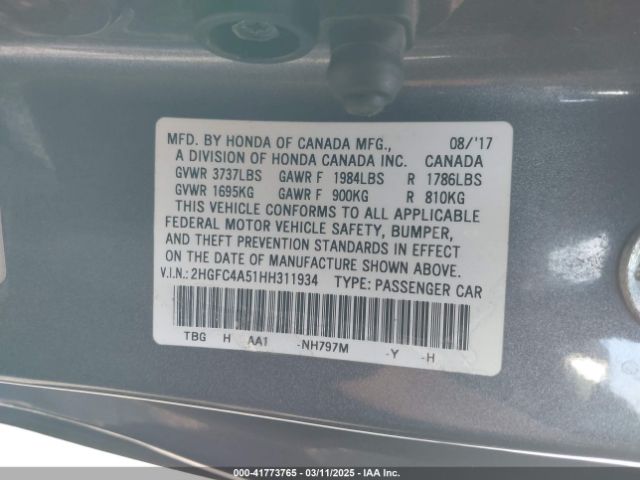 MFD. BY HONDA OF CANADA MFG., 08/'17
A DIVISION OF HONDA CANADA INC. CANADA
GVWR 3737LBS GAWR F 1984LBS R 1786LBS
GVWR 1695KG GAWR F 900KG R 810KG
THIS VEHICLE CONFORMS TO ALL APPLICABLE
FEDERAL MOTOR VEHICLE SAFETY, BUMPER,
AND THEFT PREVENTION STANDARDS IN EFFECT
ON THE DATE OF MANUFACTURE SHOWN ABOVE.
V.I.N.: 2HGFC4A51HH311934 TYPE: PASSENGER CAR
TBG H AA1 -NH797M -Y -H
000-41773765 - 03/11/2025 - IAA Inc.